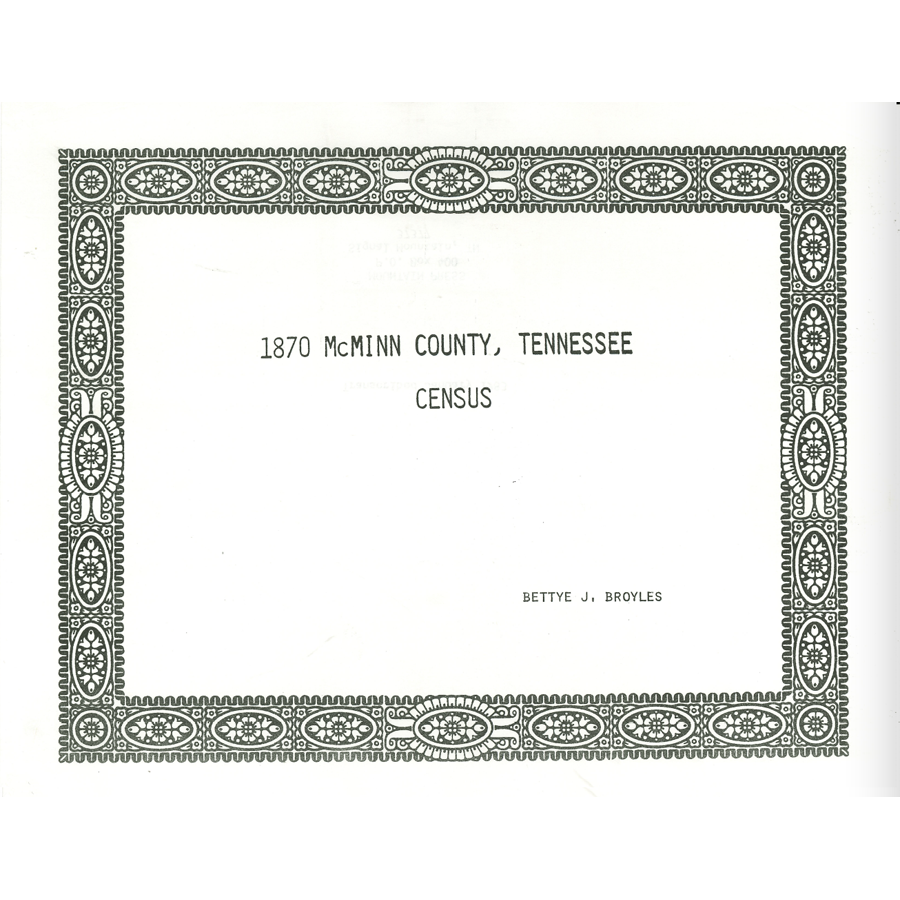 1870 McMINN COUNTY, TENNESSEE
CENSUS
BETTYE J. BROYLES